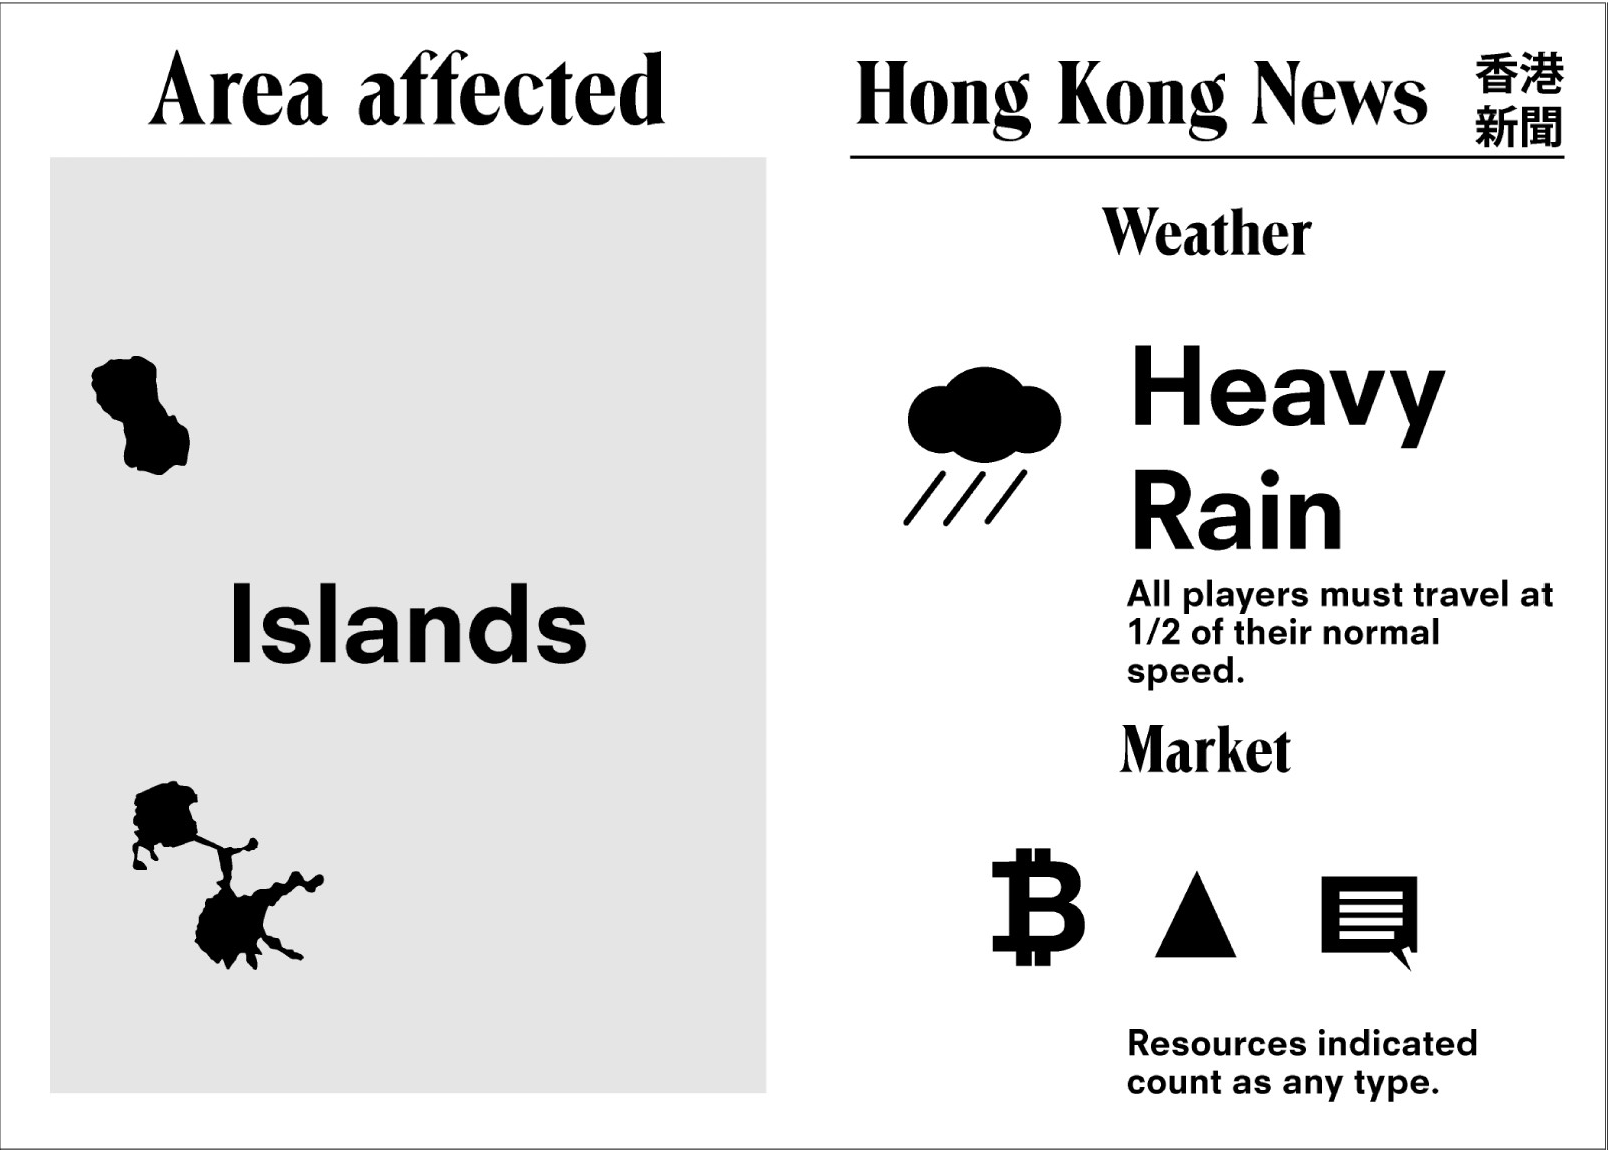 Area affected
Islands
Hong Kong News
香港
新聞
Weather
Heavy
Rain
All players must travel at
1/2 of their normal
speed.
Market
Resources indicated
count as any type.